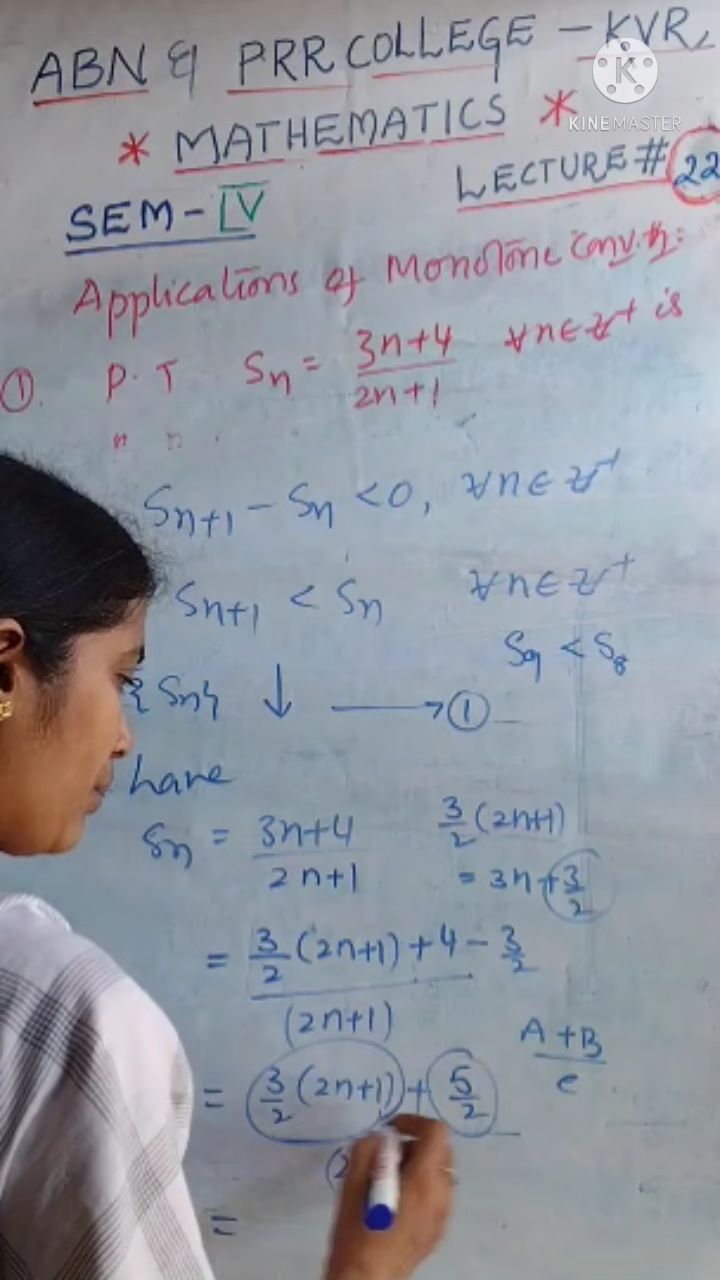 ABN & PRR COLLEGE - KVR
KINEMASTER
* MATHEMATICS *
LECTURE # 22
SEM - IV
Applications of Monotone Conv. th:
①. P.T Sn = (3n+4)/(2n+1) ∀n∈Z⁺ is
Sn+1 - Sn < 0, ∀n∈Z⁺
Sn+1 < Sn ∀n∈Z⁺
S9 < S8
{Sn} ↓ → ①
have
Sn = (3n+4)/(2n+1)
3/2 (2n+1)
= 3n + 3/2
= (3/2 (2n+1) + 4 - 3/2)/(2n+1)
(A+B)/c
= 3/2 (2n+1) + 5/2
=